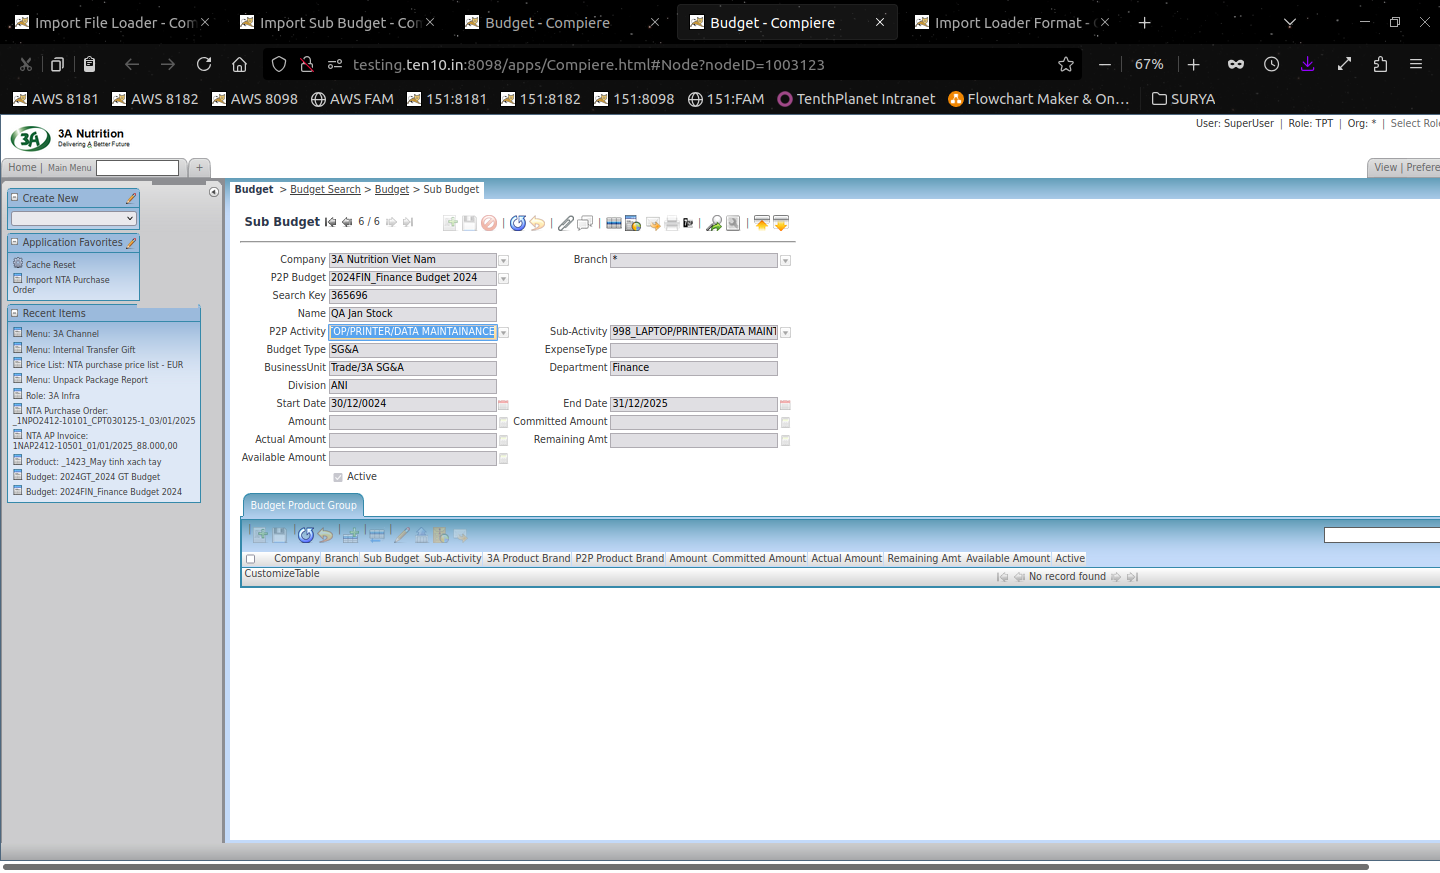 Import File Loader - Com
Import Sub Budget - Con
Budget - Compiere
Budget - Compiere
Import Loader Format -
testing.ten10.in:8098/apps/Compiere.html#Node?nodeID=1003123
67%
AWS 8181
AWS 8182
AWS 8098
AWS FAM
151:8181
151:8182
151:8098
151:FAM
TenthPlanet Intranet
Flowchart Maker & On…
SURYA
3A
3A Nutrition
Delivering A Better Future
User: SuperUser | Role: TPT | Org: * | Select Role
Home | Main Menu
+
View | Prefere
Create New
Application Favorites
Cache Reset
Import NTA Purchase
Order
Recent Items
Menu: 3A Channel
Menu: Internal Transfer Gift
Price List: NTA purchase price list - EUR
Menu: Unpack Package Report
Role: 3A Infra
NTA Purchase Order:
_1NPO2412-10101_CPT030125-1_03/01/2025
NTA AP Invoice:
1NAP2412-10501_01/01/2025_88.000,00
Product: _1423_May tinh xach tay
Budget: 2024GT_2024 GT Budget
Budget: 2024FIN_Finance Budget 2024
Budget > Budget Search > Budget > Sub Budget
Sub Budget 6 / 6
Company 3A Nutrition Viet Nam Branch *
P2P Budget 2024FIN_Finance Budget 2024
Search Key 365696
Name QA Jan Stock
P2P Activity TOP/PRINTER/DATA MAINTAINANCE Sub-Activity 998_LAPTOP/PRINTER/DATA MAINT
Budget Type SG&A ExpenseType
BusinessUnit Trade/3A SG&A Department Finance
Division ANI
Start Date 30/12/0024 End Date 31/12/2025
Amount Committed Amount
Actual Amount Remaining Amt
Available Amount
Active
Budget Product Group
Company Branch Sub Budget Sub-Activity 3A Product Brand P2P Product Brand Amount Committed Amount Actual Amount Remaining Amt Available Amount Active
CustomizeTable No record found